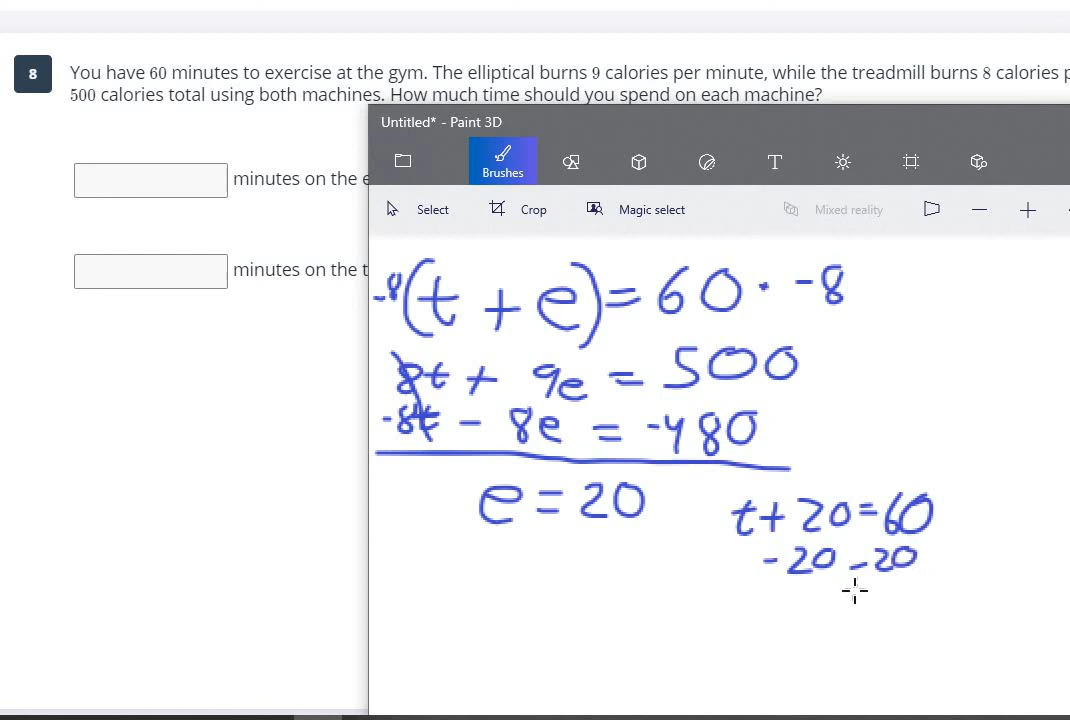 8
You have 60 minutes to exercise at the gym. The elliptical burns 9 calories per minute, while the treadmill burns 8 calories
500 calories total using both machines. How much time should you spend on each machine?
Untitled* - Paint 3D
minutes on the
Brushes
Select Crop Magic select Mixed reality
minutes on the t
-8(t + e) = 60 · -8
8t + 9e = 500
-8t - 8e = -480
e = 20
t + 20 = 60
-20 -20